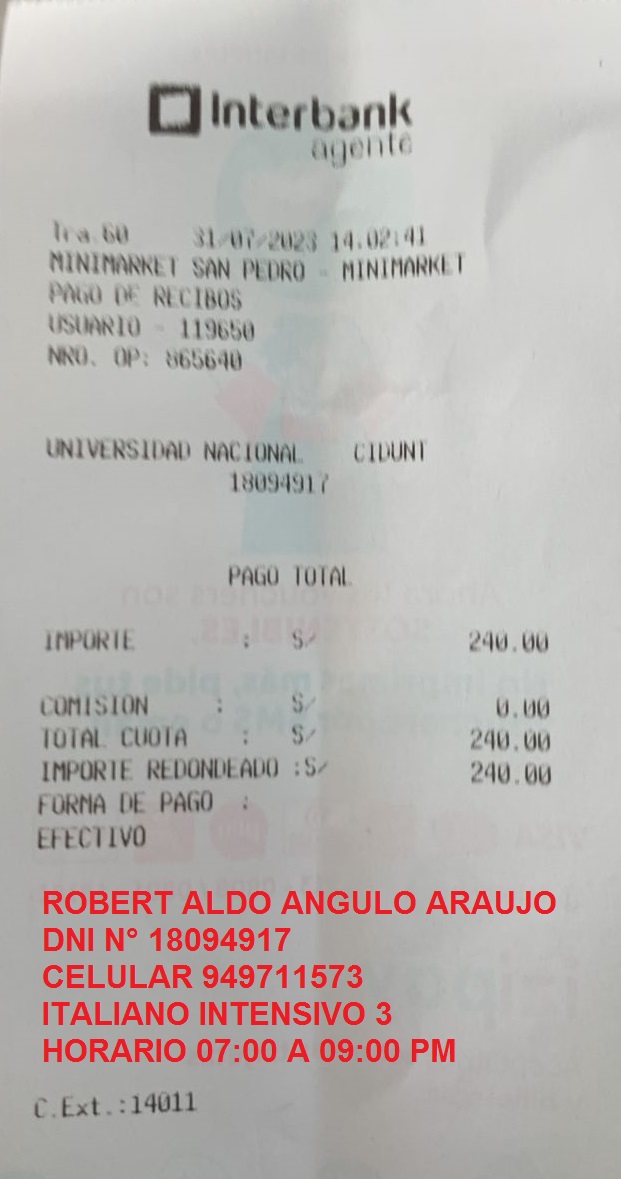 Interbank
agente
Tra.60 31/07/2023 14.02:41
MINIMARKET SAN PEDRO - MINIMARKET
PAGO DE RECIBOS
USUARIO - 119650
NRO. OP: 865640
UNIVERSIDAD NACIONAL CIDUNT
18094917
PAGO TOTAL
IMPORTE : S/ 240.00
COMISION : S/ 0.00
TOTAL CUOTA : S/ 240.00
IMPORTE REDONDEADO :S/ 240.00
FORMA DE PAGO :
EFECTIVO
ROBERT ALDO ANGULO ARAUJO
DNI N° 18094917
CELULAR 949711573
ITALIANO INTENSIVO 3
HORARIO 07:00 A 09:00 PM
C.Ext.:14011